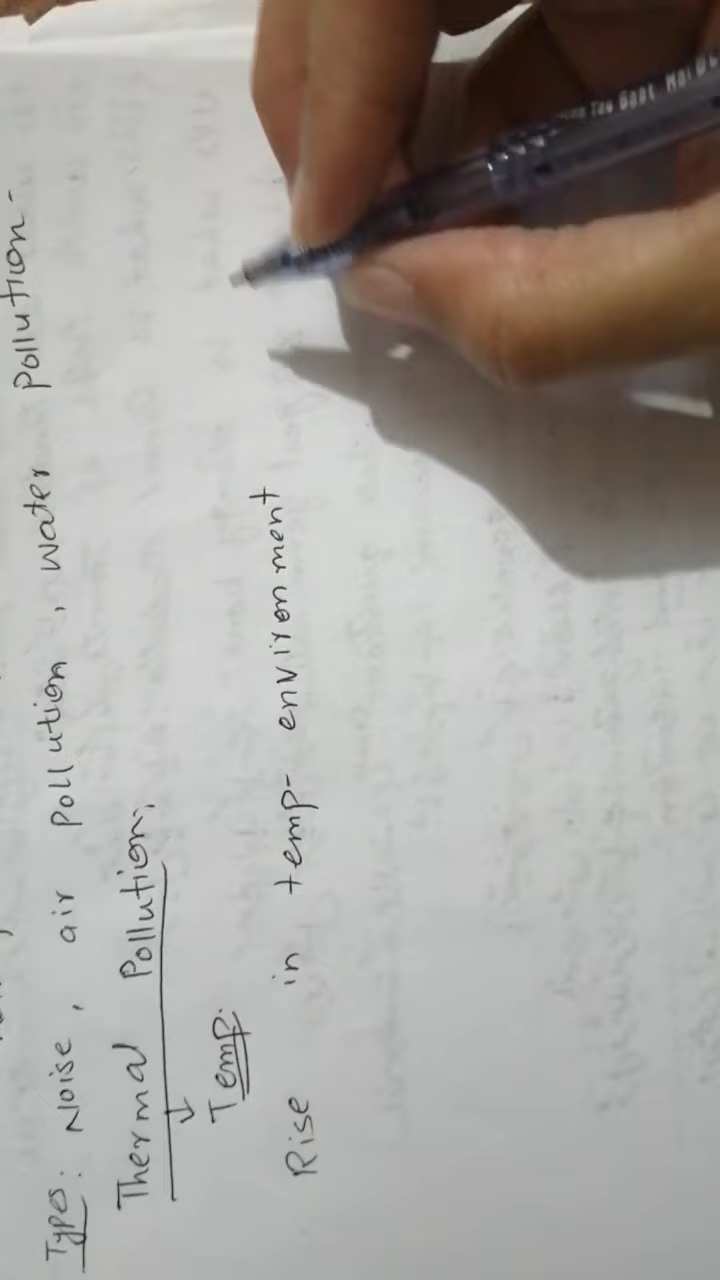 Types: Noise, air pollution, water pollution -
Thermal Pollution,
Temp.
Rise in temp- environment